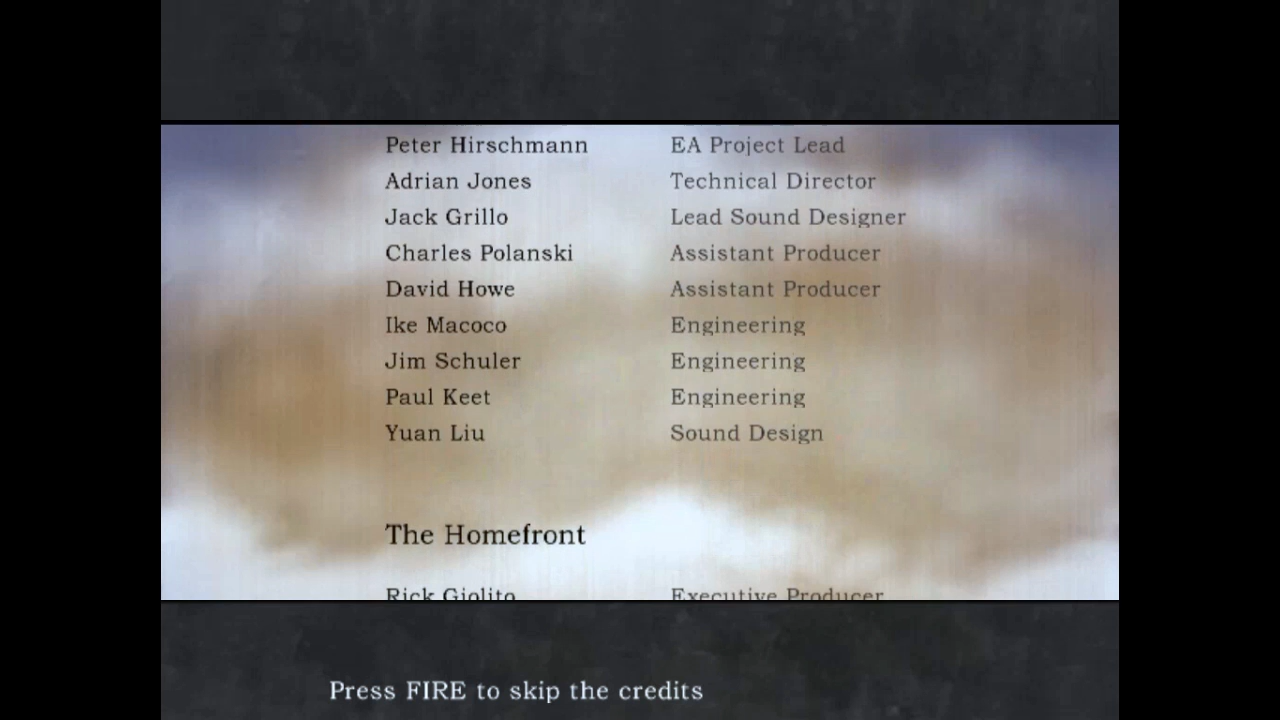 Peter Hirschmann EA Project Lead
Adrian Jones Technical Director
Jack Grillo Lead Sound Designer
Charles Polanski Assistant Producer
David Howe Assistant Producer
Ike Macoco Engineering
Jim Schuler Engineering
Paul Keet Engineering
Yuan Liu Sound Design
The Homefront
Rick Giolito Executive Producer
Press FIRE to skip the credits